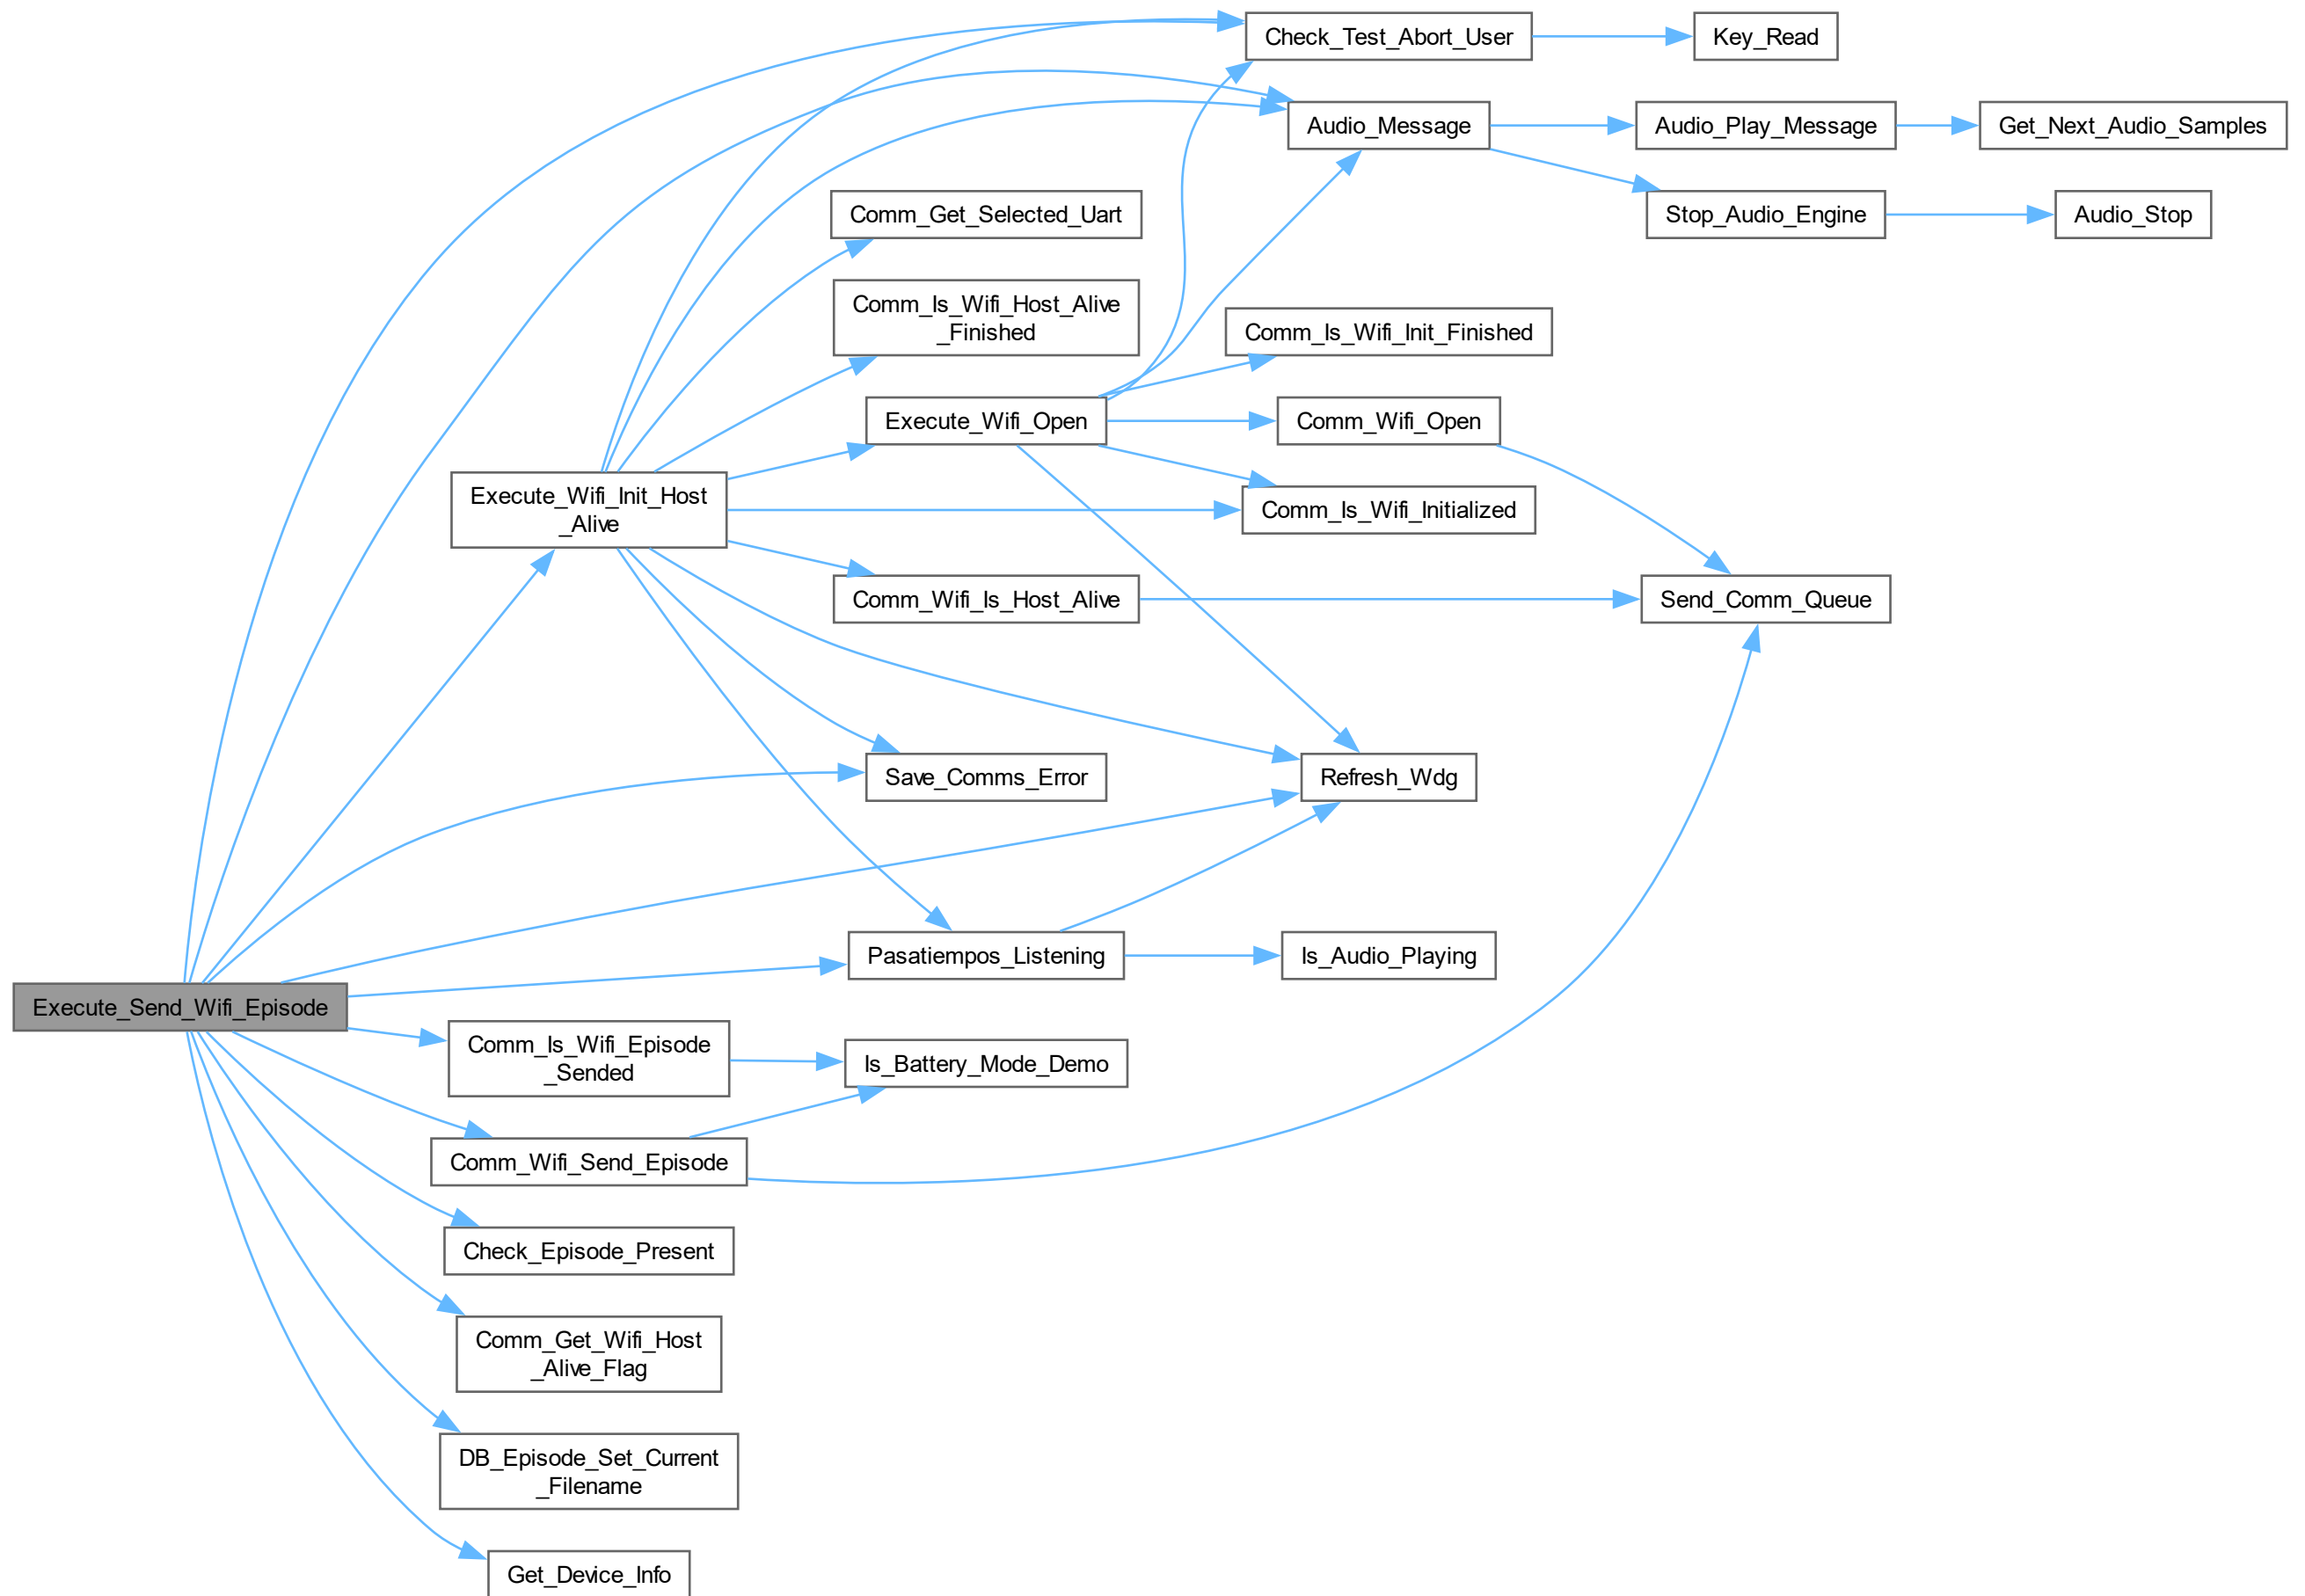 Check_Test_Abort_User
Key_Read
Audio_Message
Audio_Play_Message
Get_Next_Audio_Samples
Comm_Get_Selected_Uart
Stop_Audio_Engine
Audio_Stop
Comm_Is_Wifi_Host_Alive
_Finished
Comm_Is_Wifi_Init_Finished
Execute_Wifi_Open
Comm_Wifi_Open
Execute_Wifi_Init_Host
_Alive
Comm_Is_Wifi_Initialized
Comm_Wifi_Is_Host_Alive
Send_Comm_Queue
Save_Comms_Error
Refresh_Wdg
Pasatiempos_Listening
Is_Audio_Playing
Execute_Send_Wifi_Episode
Comm_Is_Wifi_Episode
_Sended
Is_Battery_Mode_Demo
Comm_Wifi_Send_Episode
Check_Episode_Present
Comm_Get_Wifi_Host
_Alive_Flag
DB_Episode_Set_Current
_Filename
Get_Device_Info